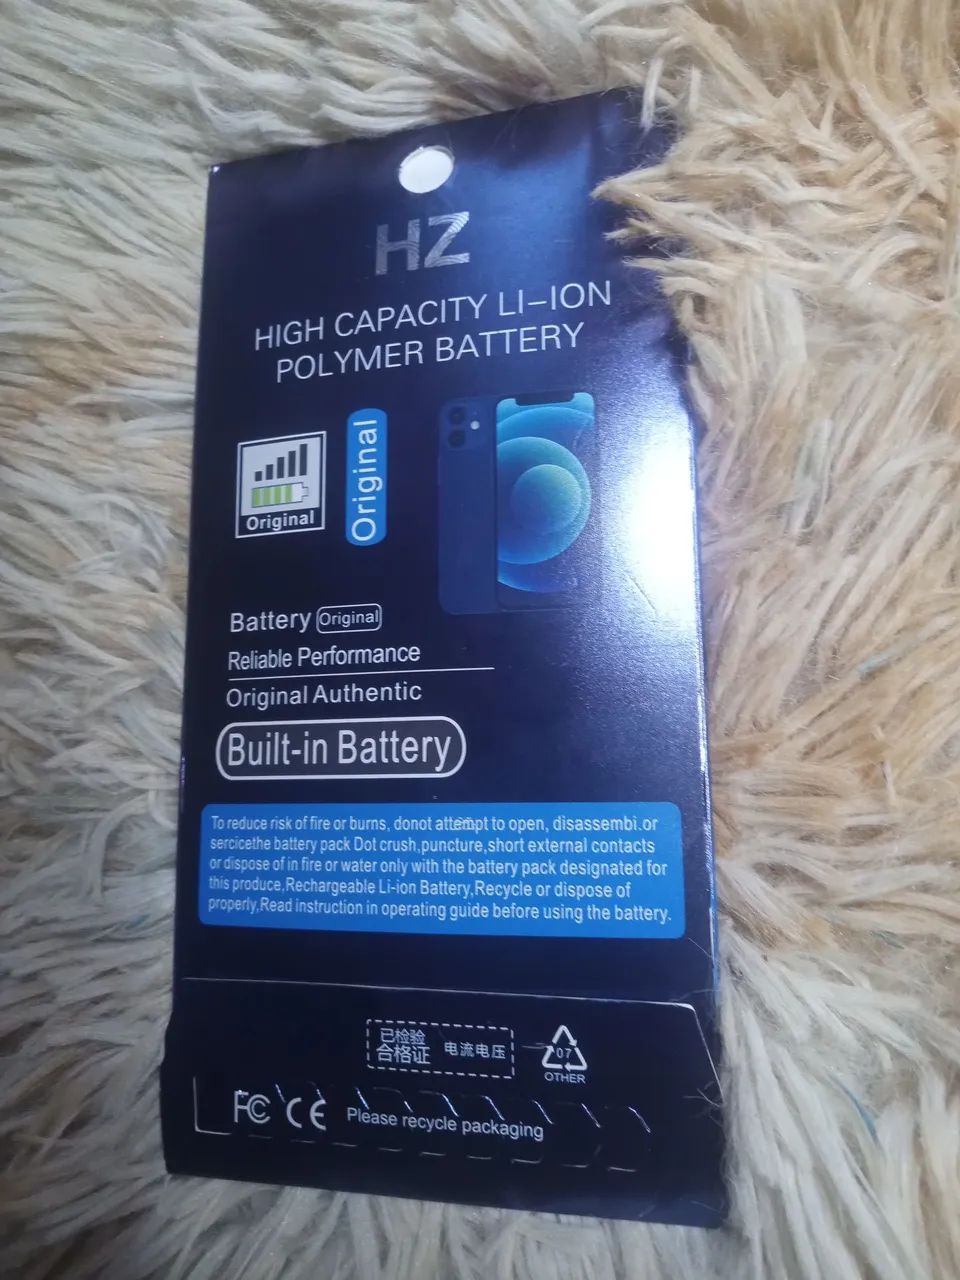 HZ
HIGH CAPACITY LI-ION
POLYMER BATTERY
Original
Original
Battery Original
Reliable Performance
Original Authentic
Built-in Battery
To reduce risk of fire or burns, donot attempt to open, disassembi.or
sercicethe battery pack Dot crush,puncture,short external contacts
or dispose of in fire or water only with the battery pack designated for
this produce,Rechargeable Li-ion Battery,Recycle or dispose of
properly,Read instruction in operating guide before using the battery.
已检验
合格证
电流电压
07
OTHER
FC CE Please recycle packaging